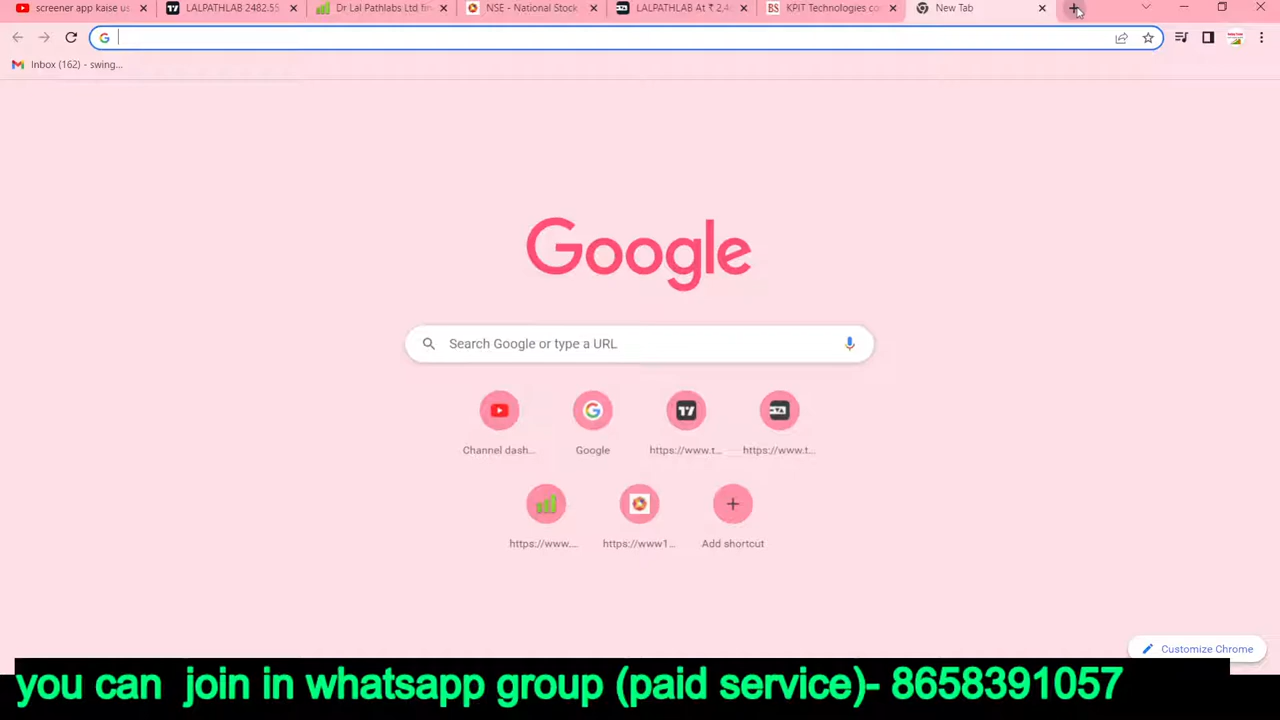 screener app kaise us
LALPATHLAB 2482.55
Dr Lal Pathlabs Ltd fin
NSE - National Stock
LALPATHLAB At ₹ 2,4
KPIT Technologies co
New Tab
Inbox (162) - swing...
Google
Search Google or type a URL
Channel dash...
Google
https://www.t...
https://www.t...
https://www....
https://www1...
Add shortcut
Customize Chrome
you can join in whatsapp group (paid service)- 8658391057